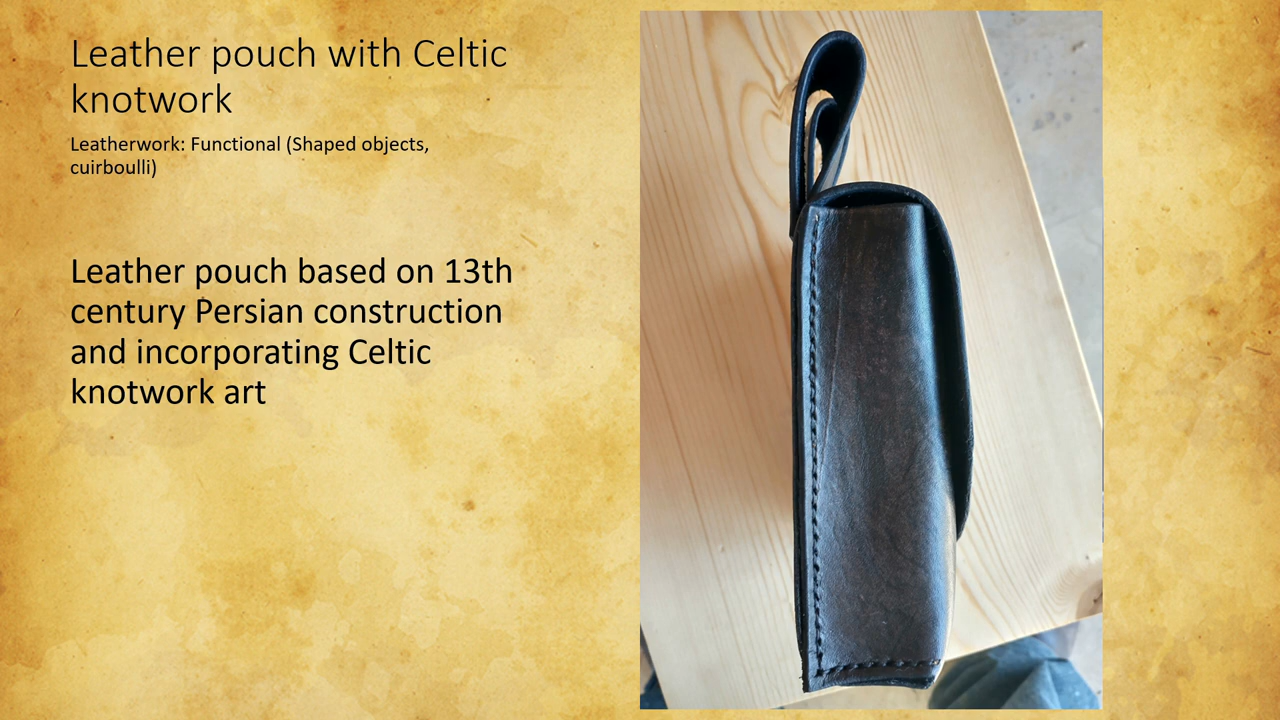 Leather pouch with Celtic
knotwork
Leatherwork: Functional (Shaped objects,
cuirboulli)
Leather pouch based on 13th
century Persian construction
and incorporating Celtic
knotwork art